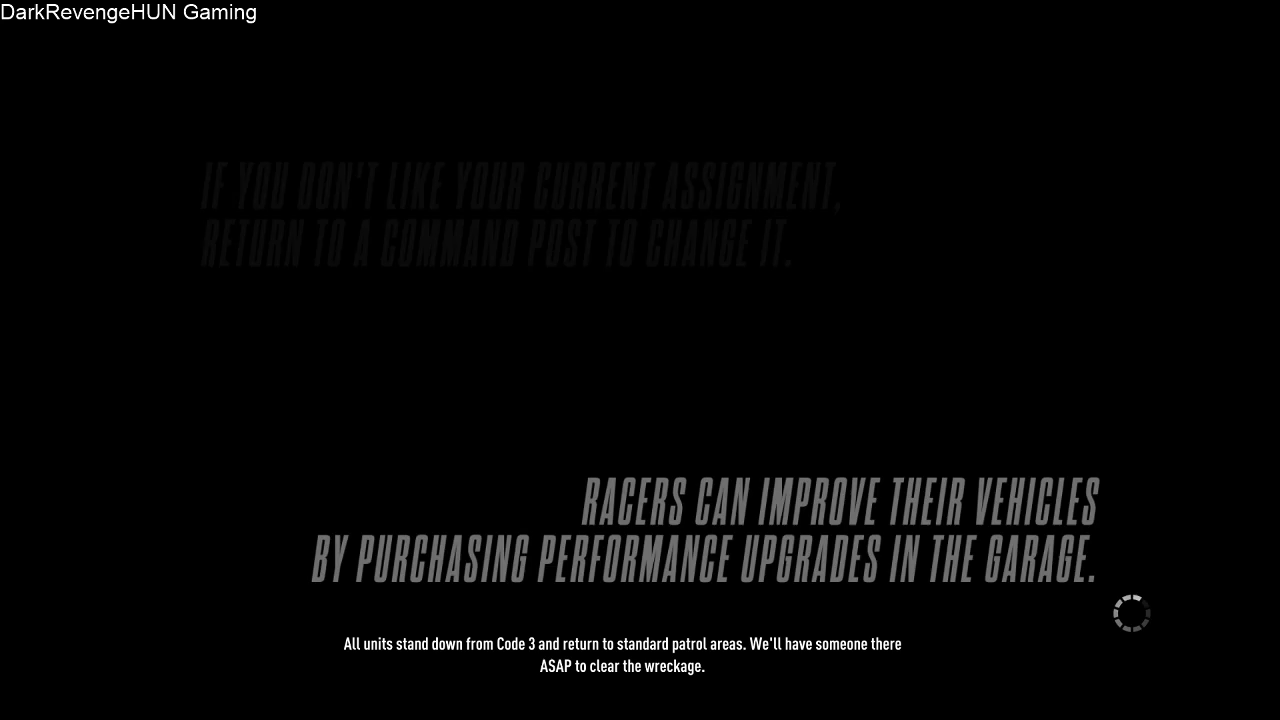 DarkRevengeHUN Gaming
IF YOU DON'T LIKE YOUR CURRENT ASSIGNMENT,
RETURN TO A COMMAND POST TO CHANGE IT.
RACERS CAN IMPROVE THEIR VEHICLES
BY PURCHASING PERFORMANCE UPGRADES IN THE GARAGE.
All units stand down from Code 3 and return to standard patrol areas. We'll have someone there
ASAP to clear the wreckage.